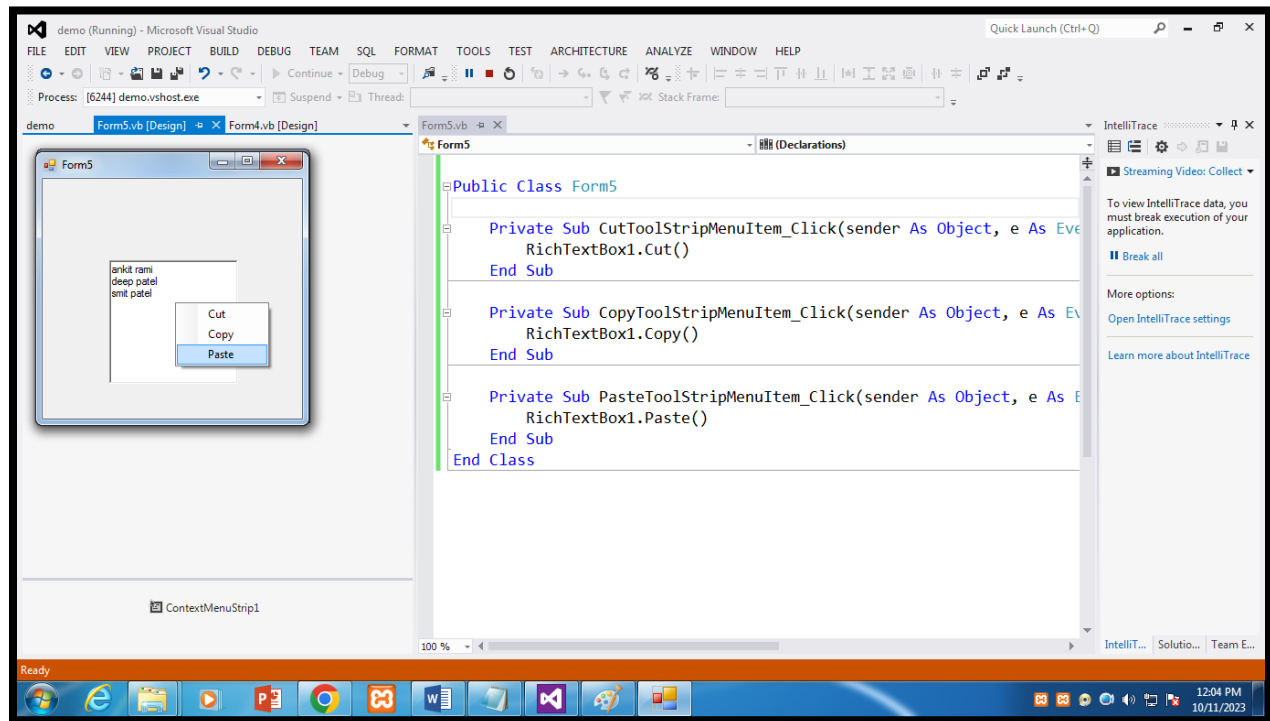 demo (Running) - Microsoft Visual Studio
Quick Launch (Ctrl+Q)
FILE EDIT VIEW PROJECT BUILD DEBUG TEAM SQL FORMAT TOOLS TEST ARCHITECTURE ANALYZE WINDOW HELP
Continue Debug
Process: [6244] demo.vshost.exe Suspend Thread: Stack Frame:
demo Form5.vb [Design] Form4.vb [Design]
Form5
ankit rami
deep patel
smit patel
Cut
Copy
Paste
ContextMenuStrip1
Form5.vb
Form5 (Declarations)
Public Class Form5
Private Sub CutToolStripMenuItem_Click(sender As Object, e As Eve
RichTextBox1.Cut()
End Sub
Private Sub CopyToolStripMenuItem_Click(sender As Object, e As Ev
RichTextBox1.Copy()
End Sub
Private Sub PasteToolStripMenuItem_Click(sender As Object, e As E
RichTextBox1.Paste()
End Sub
End Class
100 %
IntelliTrace
Streaming Video: Collect
To view IntelliTrace data, you
must break execution of your
application.
Break all
More options:
Open IntelliTrace settings
Learn more about IntelliTrace
IntelliT... Solutio... Team E...
Ready
12:04 PM
10/11/2023